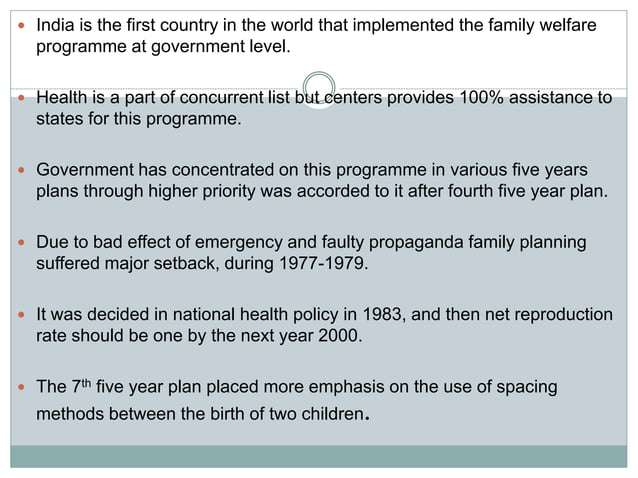 • India is the first country in the world that implemented the family welfare
programme at government level.
• Health is a part of concurrent list but centers provides 100% assistance to
states for this programme.
• Government has concentrated on this programme in various five years
plans through higher priority was accorded to it after fourth five year plan.
• Due to bad effect of emergency and faulty propaganda family planning
suffered major setback, during 1977-1979.
• It was decided in national health policy in 1983, and then net reproduction
rate should be one by the next year 2000.
• The 7th five year plan placed more emphasis on the use of spacing
methods between the birth of two children.